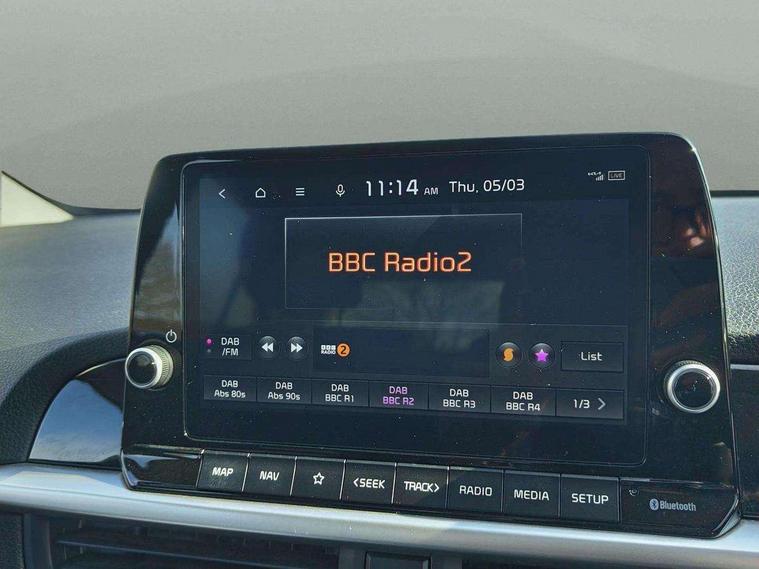 11:14 AM Thu, 05/03
KIA LIVE
BBC Radio2
DAB
/FM
BBC
RADIO 2
List
DAB
Abs 80s
DAB
Abs 90s
DAB
BBC R1
DAB
BBC R2
DAB
BBC R3
DAB
BBC R4
1/3 >
MAP NAV <SEEK TRACK> RADIO MEDIA SETUP
Bluetooth